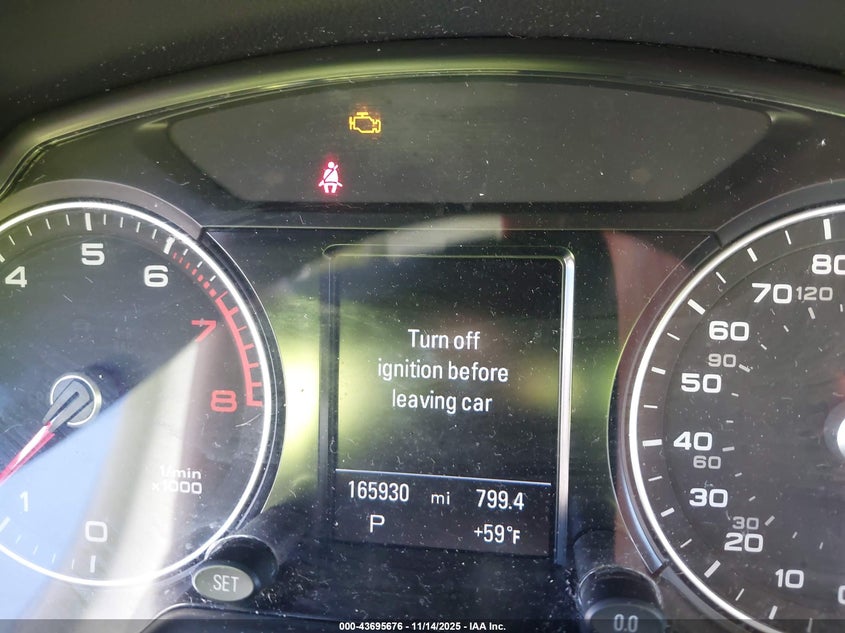 Turn off
ignition before
leaving car
165930 mi 799.4
P +59°F
4
5
6
7
8
1/min
x1000
1
0
SET
80
70 120
60
90
50
40
60
30
30
20
10
0.0
000-43695676 - 11/14/2025 - IAA Inc.